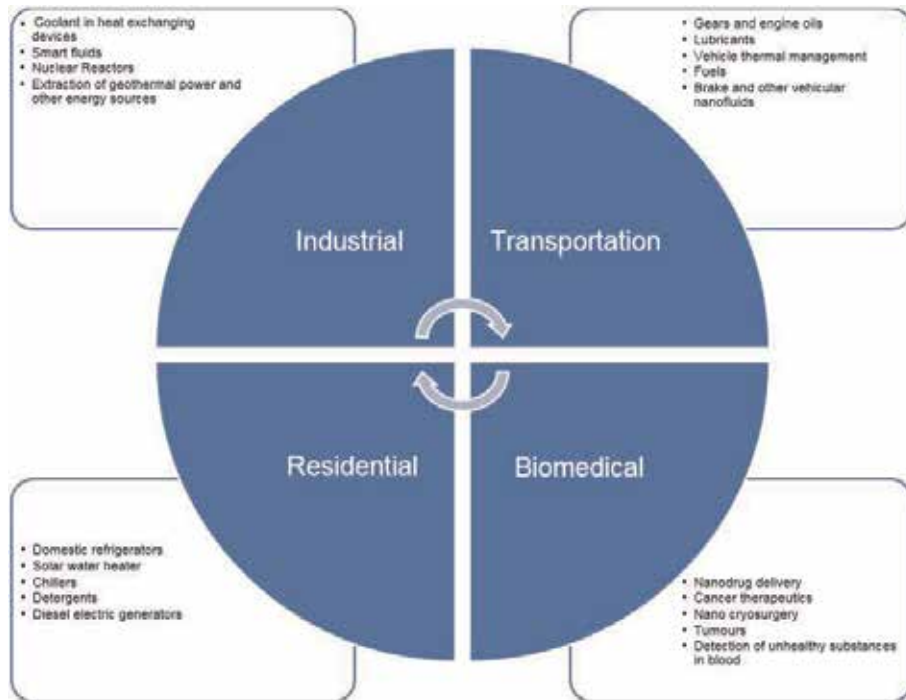 • Coolant in heat exchanging
devices
• Smart fluids
• Nuclear Reactors
• Extraction of geothermal power and
other energy sources
• Gears and engine oils
• Lubricants
• Vehicle thermal management
• Fuels
• Brake and other vehicular
nanofluids
Industrial
Transportation
Residential
Biomedical
• Domestic refrigerators
• Solar water heater
• Chillers
• Detergents
• Diesel electric generators
• Nanodrug delivery
• Cancer therapeutics
• Nano cryosurgery
• Tumours
• Detection of unhealthy substances
in blood